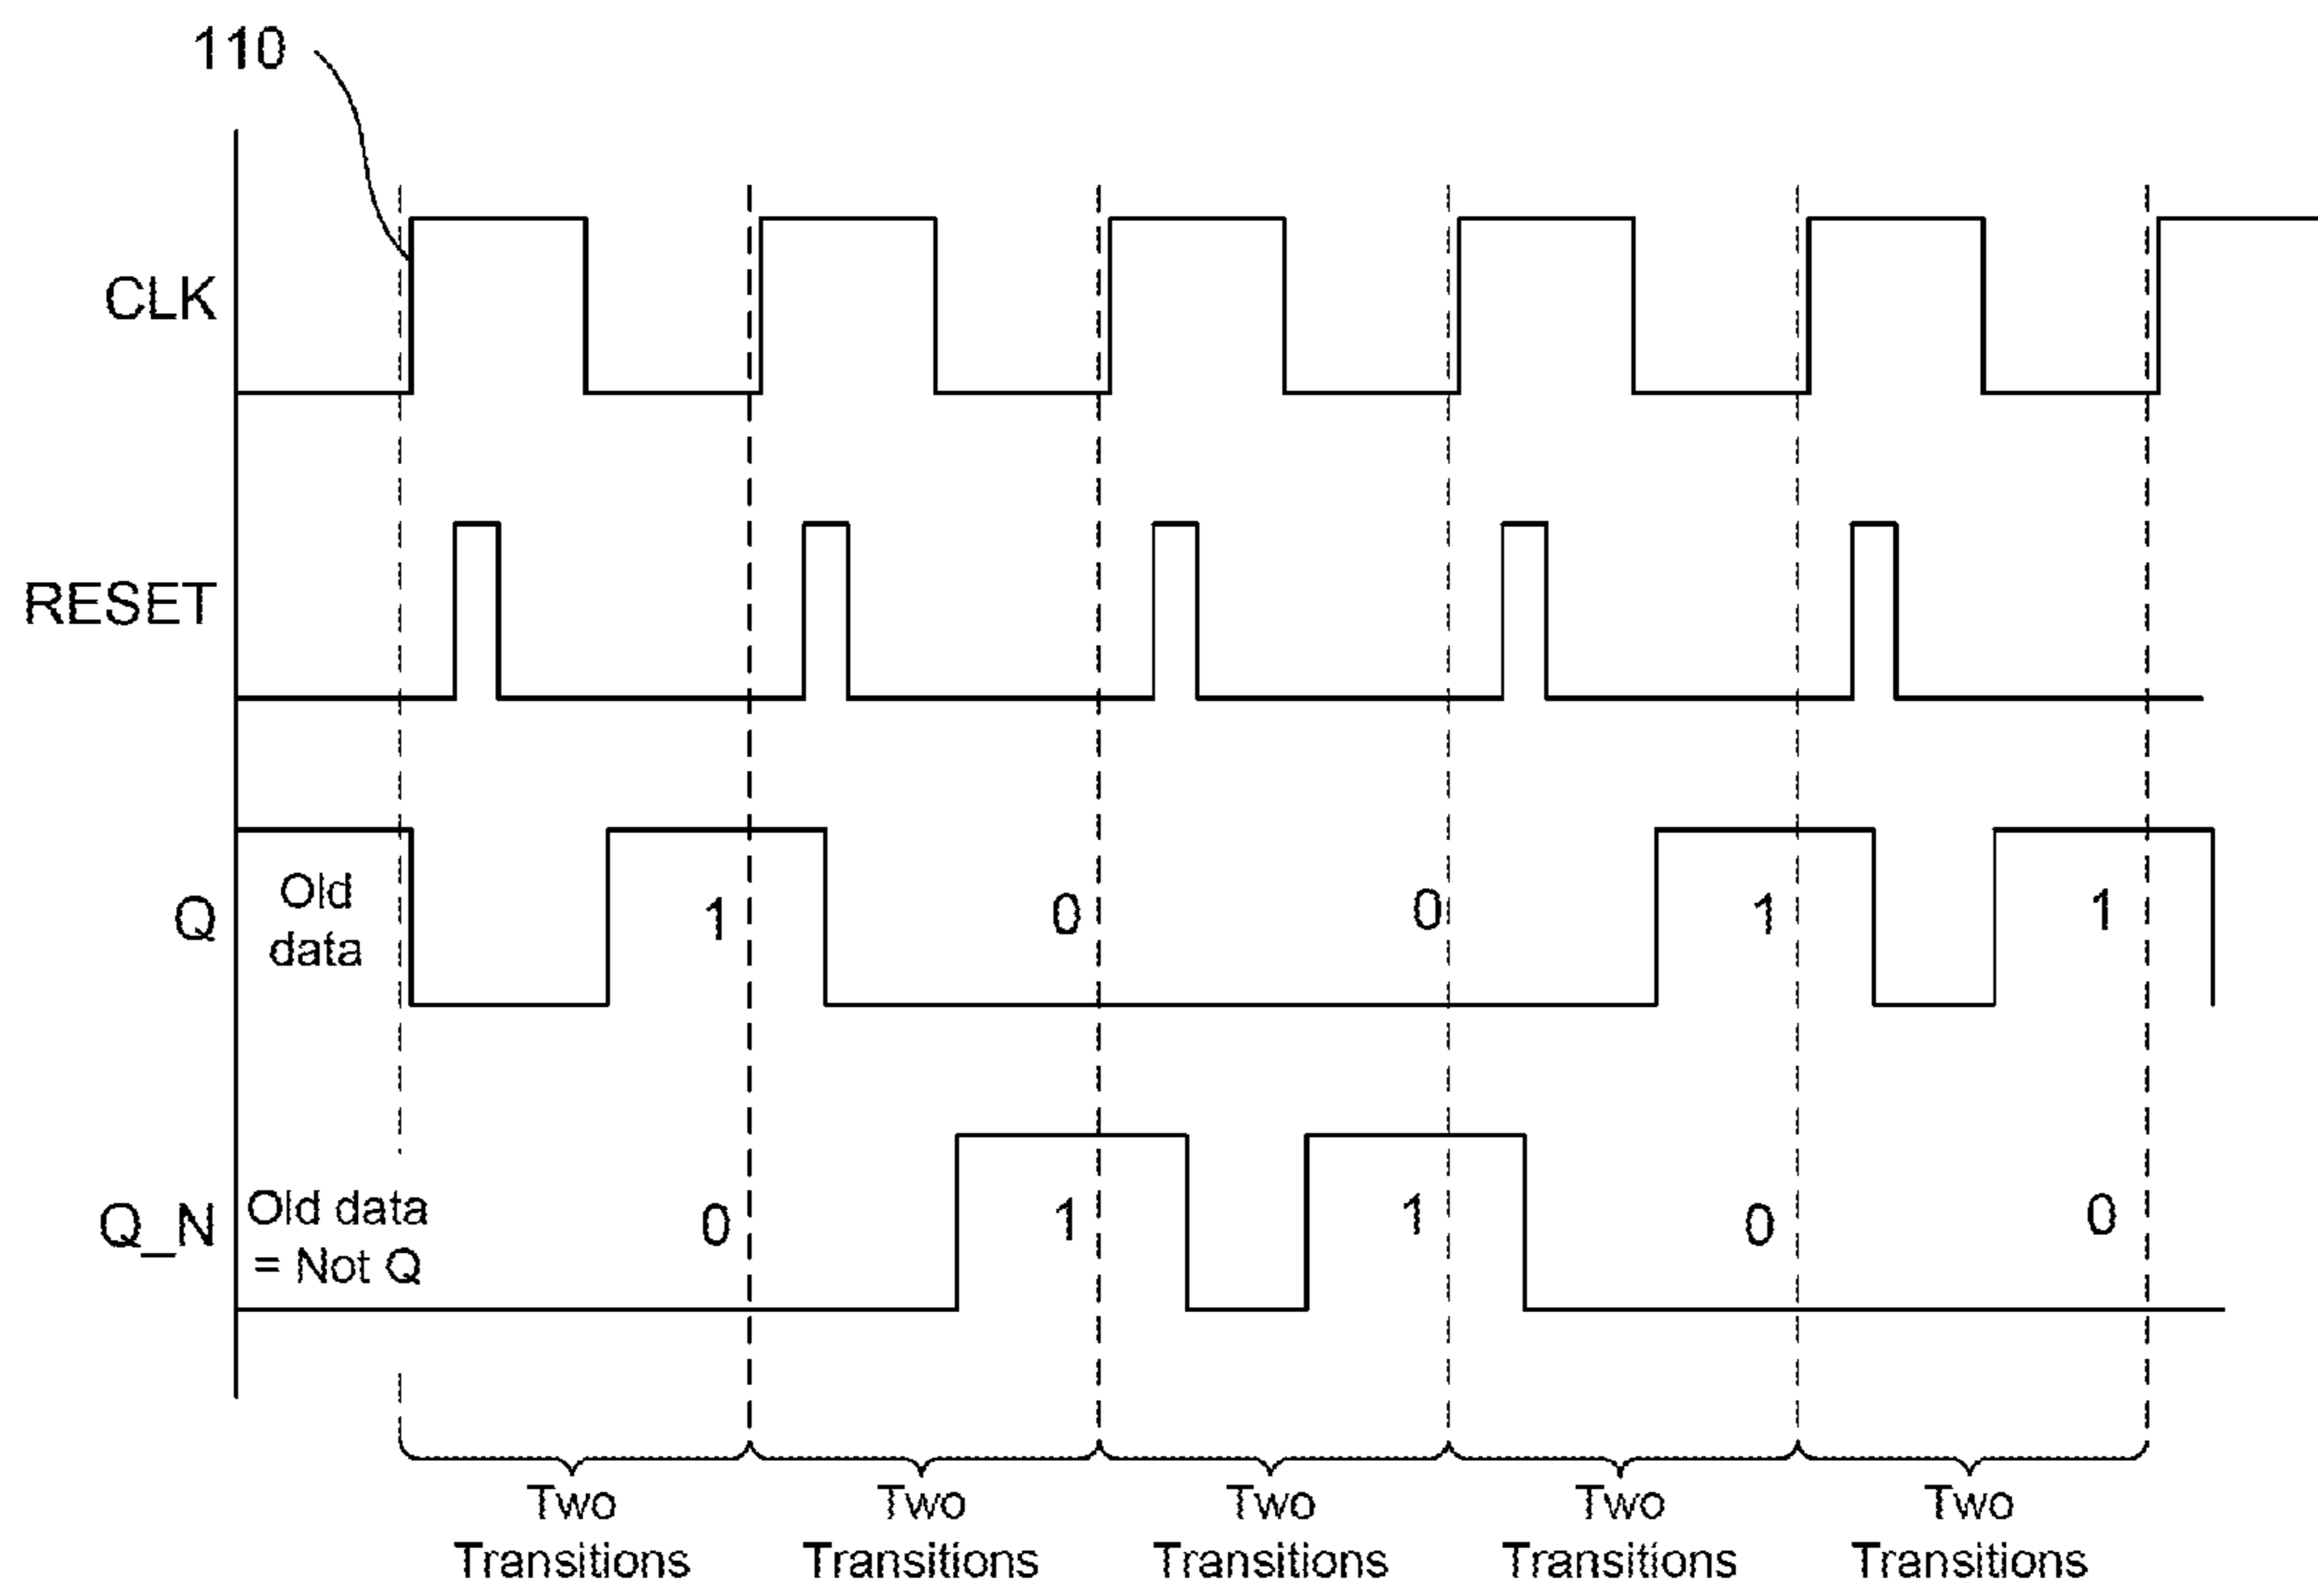 110
CLK
RESET
Q
Old
data
1
0
0
1
1
Q_N
Old data
= Not Q
0
1
1
0
0
Two
Transitions
Two
Transitions
Two
Transitions
Two
Transitions
Two
Transitions